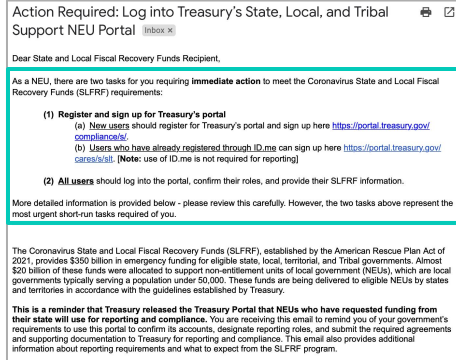 Action Required: Log into Treasury's State, Local, and Tribal
Support NEU Portal Inbox ×
Dear State and Local Fiscal Recovery Funds Recipient,
As a NEU, there are two tasks for you requiring immediate action to meet the Coronavirus State and Local Fiscal
Recovery Funds (SLFRF) requirements:
(1) Register and sign up for Treasury's portal
(a) New users should register for Treasury's portal and sign up here https://portal.treasury.gov/
compliance/s/.
(b) Users who have already registered through ID.me can sign up here https://portal.treasury.gov/
cares/s/slt. [Note: use of ID.me is not required for reporting]
(2) All users should log into the portal, confirm their roles, and provide their SLFRF information.
More detailed information is provided below - please review this carefully. However, the two tasks above represent the
most urgent short-run tasks required of you.
The Coronavirus State and Local Fiscal Recovery Funds (SLFRF), established by the American Rescue Plan Act of
2021, provides $350 billion in emergency funding for eligible state, local, territorial, and Tribal governments. Almost
$20 billion of these funds were allocated to support non-entitlement units of local government (NEUs), which are local
governments typically serving a population under 50,000. These funds are being delivered to eligible NEUs by states
and territories in accordance with the guidelines established by Treasury.
This is a reminder that Treasury released the Treasury Portal that NEUs who have requested funding from
their state will use for reporting and compliance. You are receiving this email to remind you of your government's
requirements to use this portal to confirm its accounts, designate reporting roles, and submit the required agreements
and supporting documentation to Treasury for reporting and compliance. This email also provides additional
information about reporting requirements and what to expect from the SLFRF program.